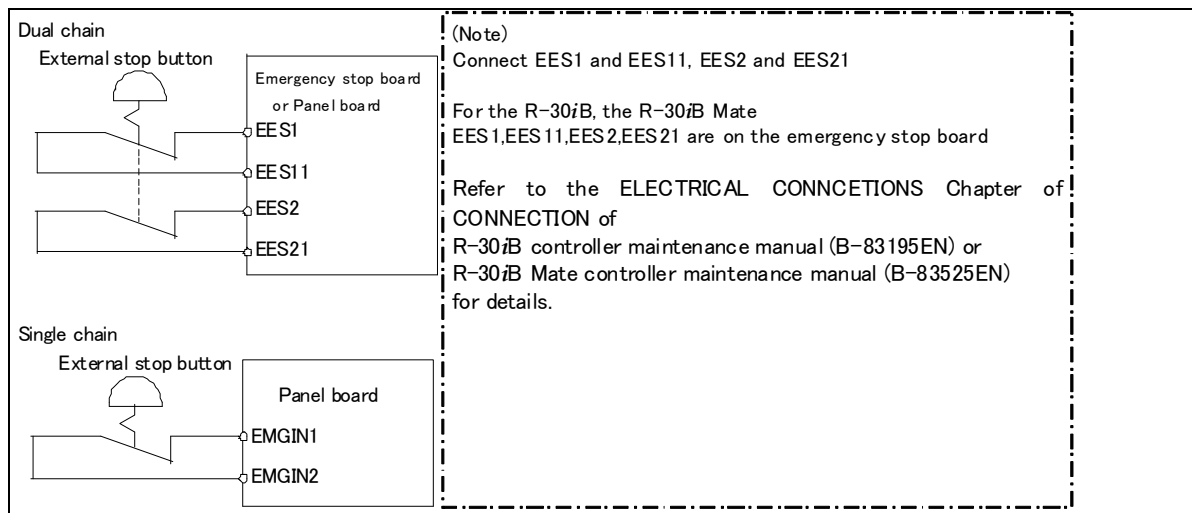 Dual chain
External stop button
Emergency stop board
or Panel board
EES1
EES11
EES2
EES21
Single chain
External stop button
Panel board
EMGIN1
EMGIN2
(Note)
Connect EES1 and EES11, EES2 and EES21
For the R-30iB, the R-30iB Mate
EES1,EES11,EES2,EES21 are on the emergency stop board
Refer to the ELECTRICAL CONNCETIONS Chapter of
CONNECTION of
R-30iB controller maintenance manual (B-83195EN) or
R-30iB Mate controller maintenance manual (B-83525EN)
for details.